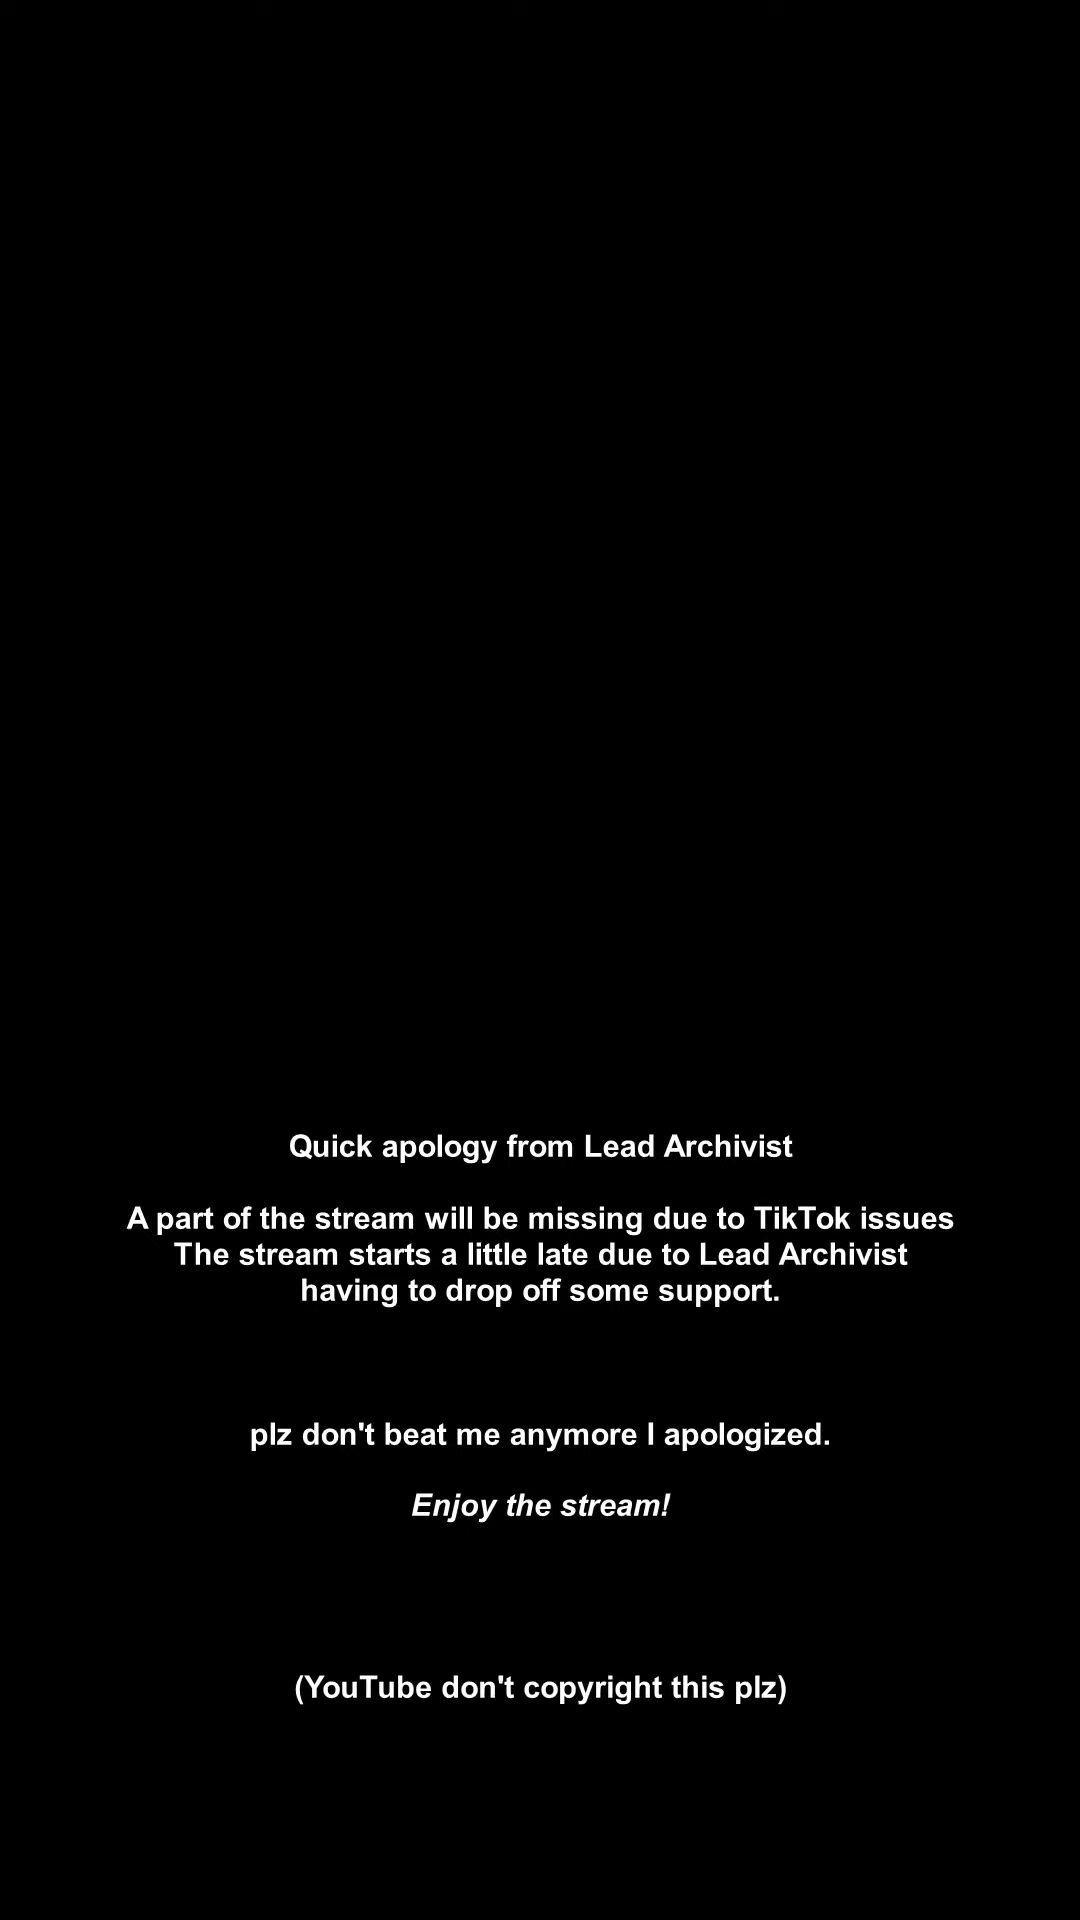 Quick apology from Lead Archivist
A part of the stream will be missing due to TikTok issues
The stream starts a little late due to Lead Archivist
having to drop off some support.
plz don't beat me anymore I apologized.
Enjoy the stream!
(YouTube don't copyright this plz)